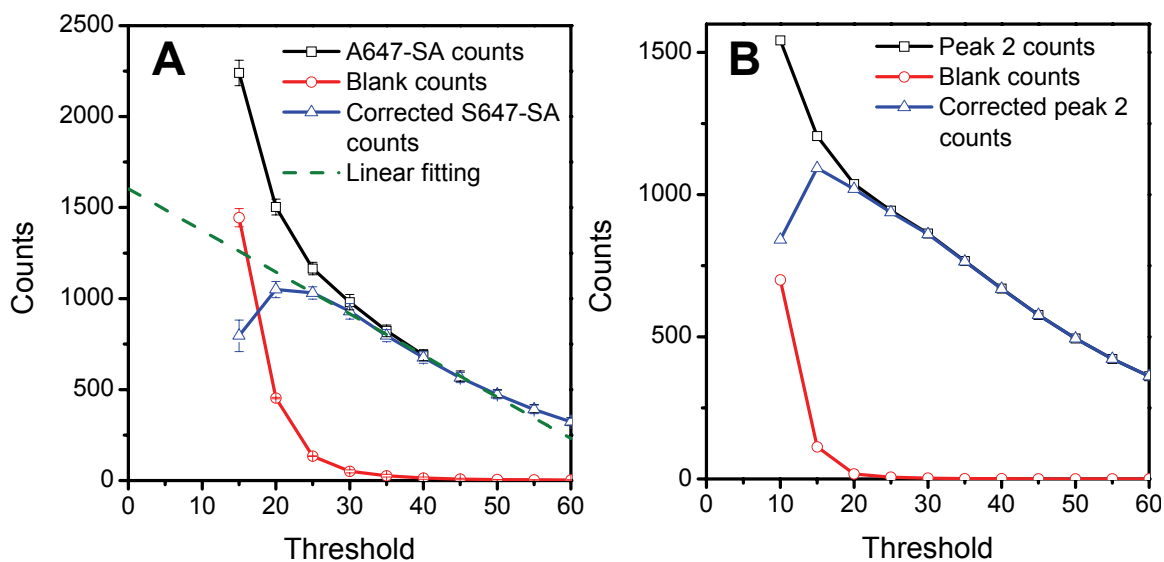 A
A647-SA counts
Blank counts
Corrected S647-SA
counts
Linear fitting
2500
2000
1500
1000
500
0
Counts
0 10 20 30 40 50 60
Threshold
B
Peak 2 counts
Blank counts
Corrected peak 2
counts
1500
1000
500
0
Counts
0 10 20 30 40 50 60
Threshold